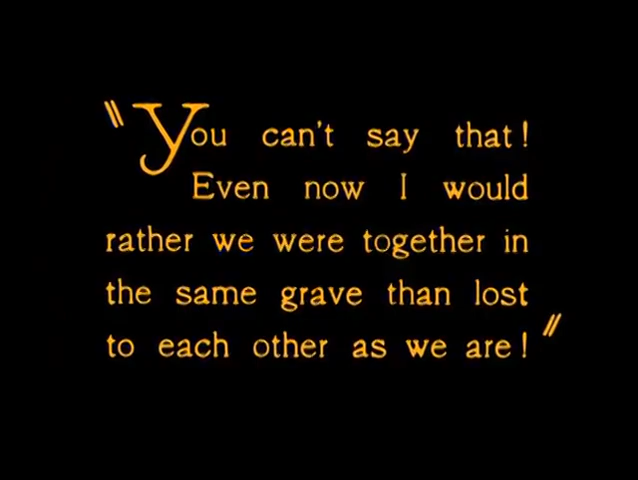 "You can't say that!
Even now I would
rather we were together in
the same grave than lost
to each other as we are!"